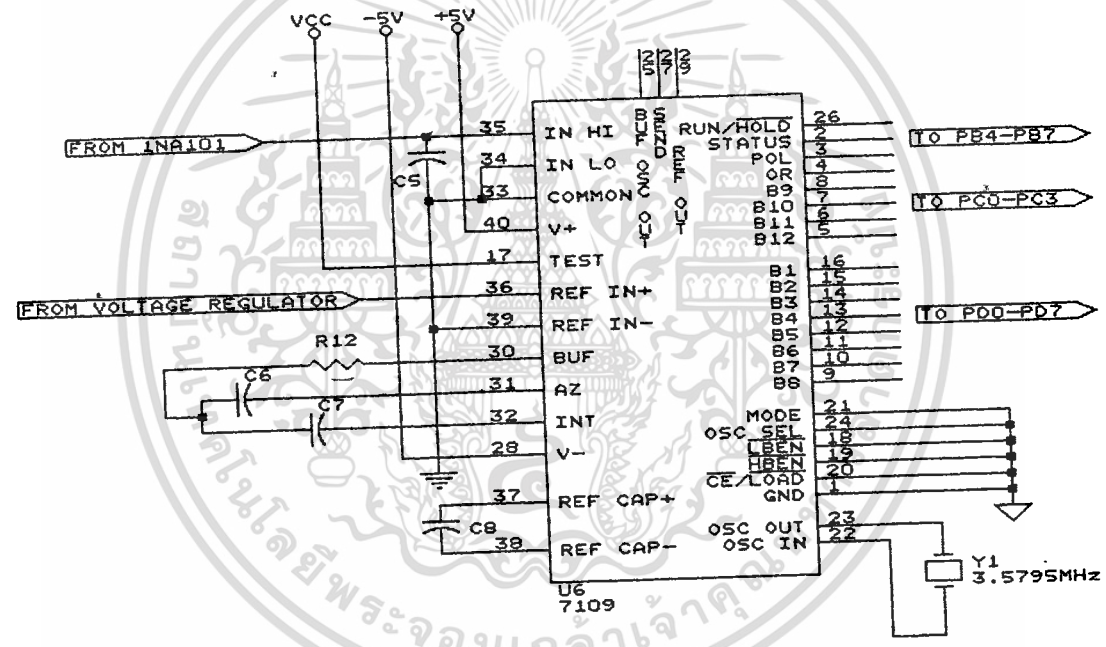 VCC
-5V
+5V
25
27
29
BUF OSC OUT
SEND
REF OUT
FROM 1NA101
35
IN HI
34
IN LO
C5
33
COMMON
40
V+
17
TEST
FROM VOLTAGE REGULATOR
36
REF IN+
39
REF IN-
R12
30
BUF
C6
31
AZ
C7
32
INT
28
V-
37
REF CAP+
C8
38
REF CAP-
RUN/HOLD
26
STATUS
2
POL
3
OR
4
B9
8
B10
7
B11
6
B12
5
TO PB4-PB7
TO PC0-PC3
B1
16
B2
15
B3
14
B4
13
B5
12
B6
11
B7
10
B8
9
TO PD0-PD7
MODE
21
OSC SEL
24
LBEN
18
HBEN
19
CE/LOAD
20
GND
1
OSC OUT
23
OSC IN
22
Y1
3.5795MHz
U6
7109